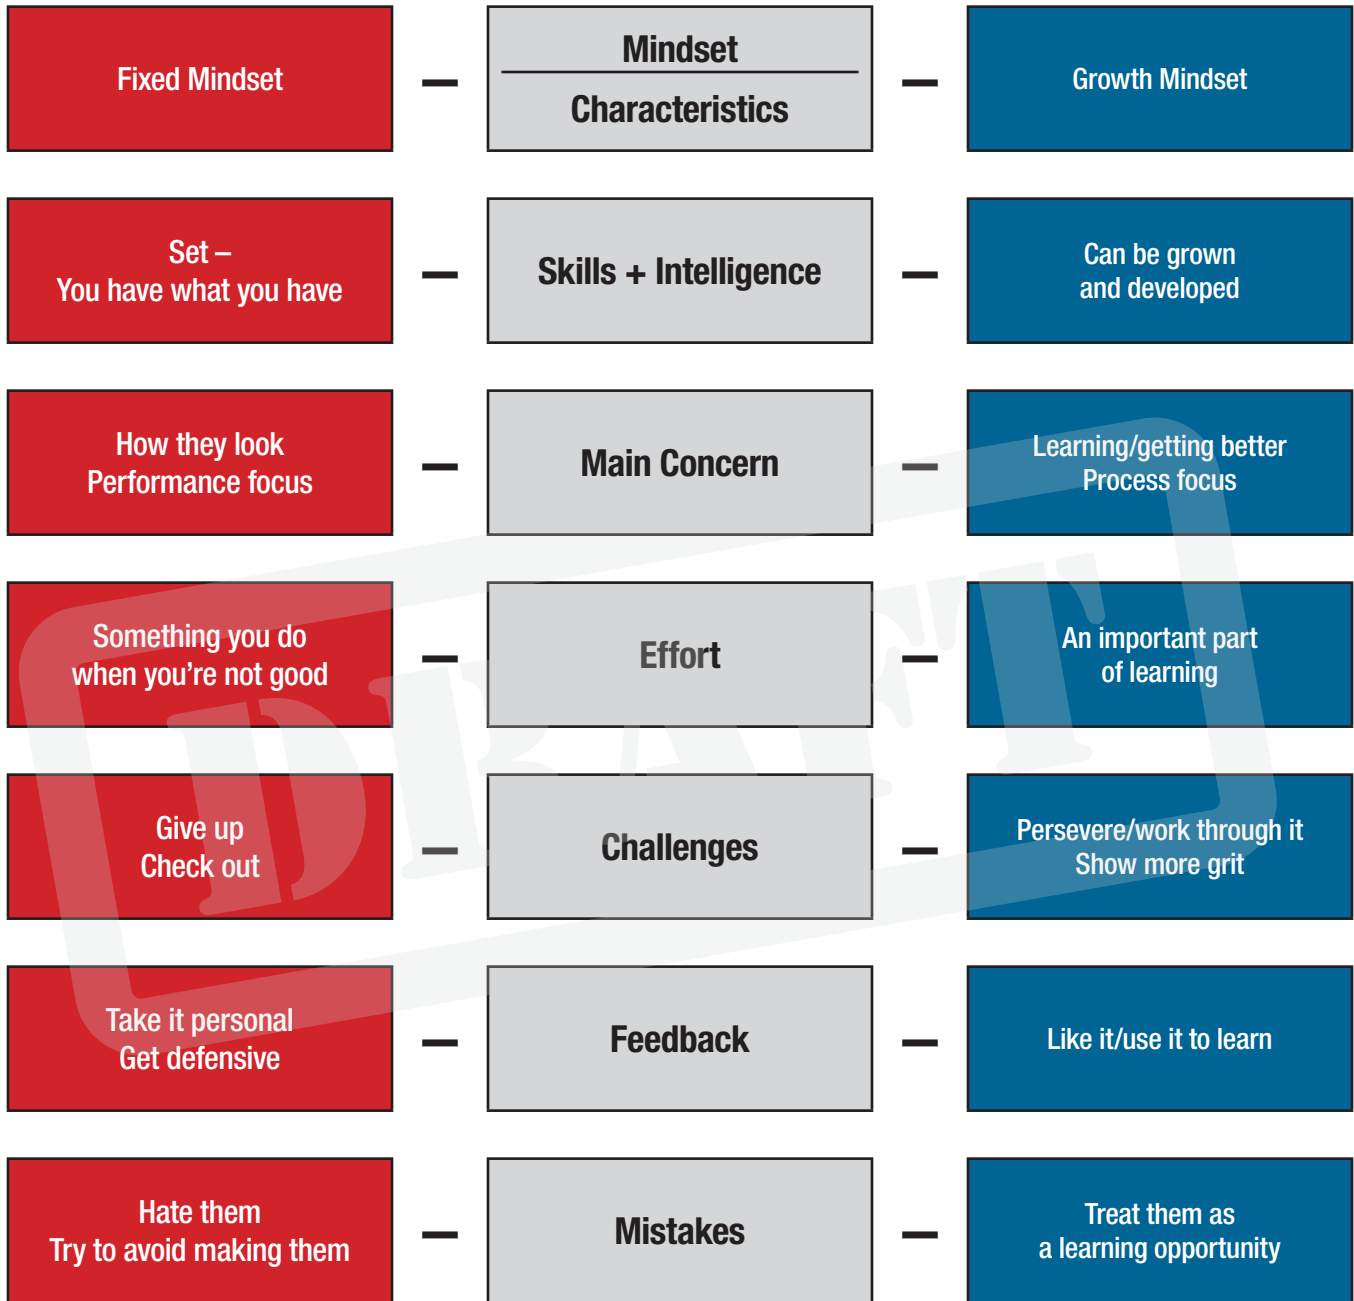 Fixed Mindset
Mindset
Characteristics
Growth Mindset
Set –
You have what you have
Skills + Intelligence
Can be grown
and developed
How they look
Performance focus
Main Concern
Learning/getting better
Process focus
Something you do
when you’re not good
Effort
An important part
of learning
Give up
Check out
Challenges
Persevere/work through it
Show more grit
Take it personal
Get defensive
Feedback
Like it/use it to learn
Hate them
Try to avoid making them
Mistakes
Treat them as
a learning opportunity
DRAFT